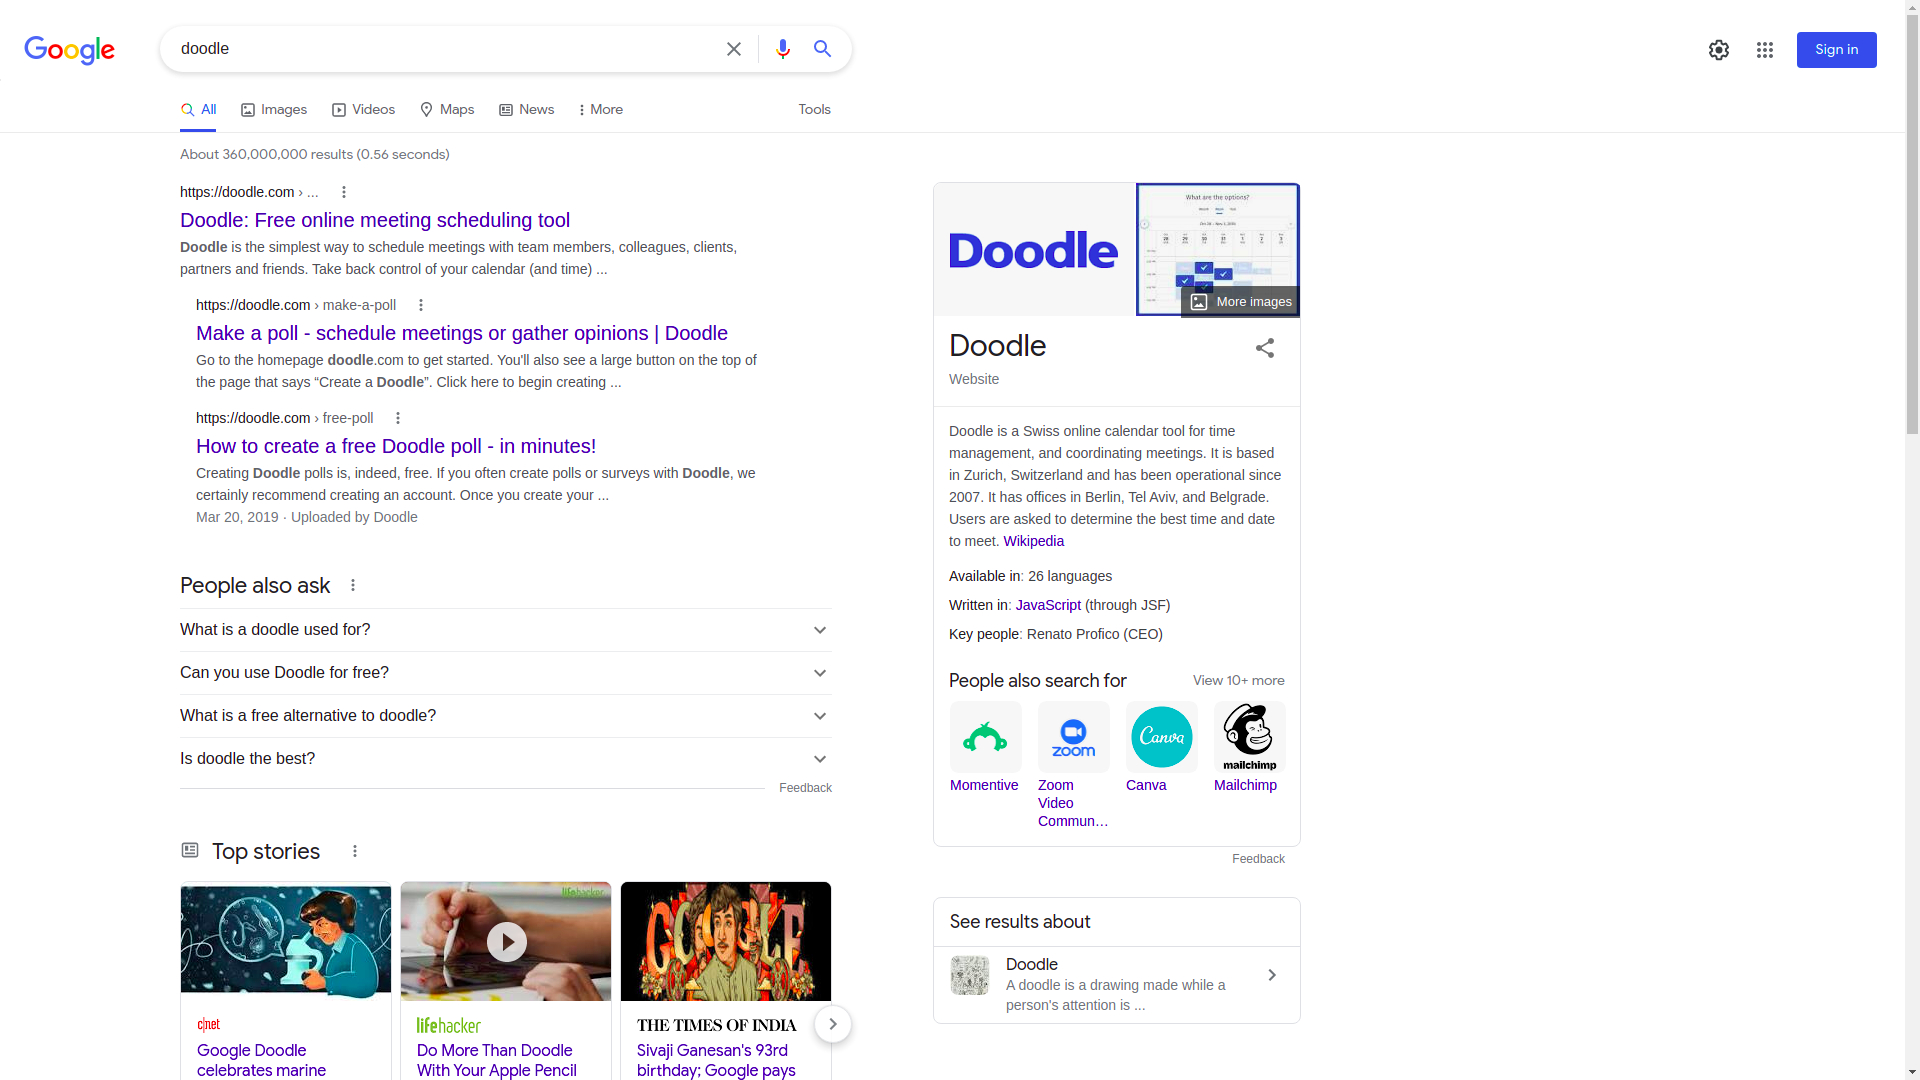 Google
doodle
Sign in
All
Images
Videos
Maps
News
More
Tools
About 360,000,000 results (0.56 seconds)
https://doodle.com › ...
Doodle: Free online meeting scheduling tool
Doodle is the simplest way to schedule meetings with team members, colleagues, clients,
partners and friends. Take back control of your calendar (and time) ...
https://doodle.com › make-a-poll
Make a poll - schedule meetings or gather opinions | Doodle
Go to the homepage doodle.com to get started. You'll also see a large button on the top of
the page that says “Create a Doodle”. Click here to begin creating ...
https://doodle.com › free-poll
How to create a free Doodle poll - in minutes!
Creating Doodle polls is, indeed, free. If you often create polls or surveys with Doodle, we
certainly recommend creating an account. Once you create your ...
Mar 20, 2019 · Uploaded by Doodle
People also ask
What is a doodle used for?
Can you use Doodle for free?
What is a free alternative to doodle?
Is doodle the best?
Feedback
Top stories
lifehacker
GOOGLE
c|net
Google Doodle
celebrates marine
lifehacker
Do More Than Doodle
With Your Apple Pencil
THE TIMES OF INDIA
Sivaji Ganesan's 93rd
birthday; Google pays
Doodle
What are the options?
More images
Doodle
Website
Doodle is a Swiss online calendar tool for time
management, and coordinating meetings. It is based
in Zurich, Switzerland and has been operational since
2007. It has offices in Berlin, Tel Aviv, and Belgrade.
Users are asked to determine the best time and date
to meet. Wikipedia
Available in: 26 languages
Written in: JavaScript (through JSF)
Key people: Renato Profico (CEO)
People also search for
View 10+ more
zoom
Canva
mailchimp
Momentive
Zoom
Video
Commun...
Canva
Mailchimp
Feedback
See results about
Doodle
A doodle is a drawing made while a
person's attention is ...